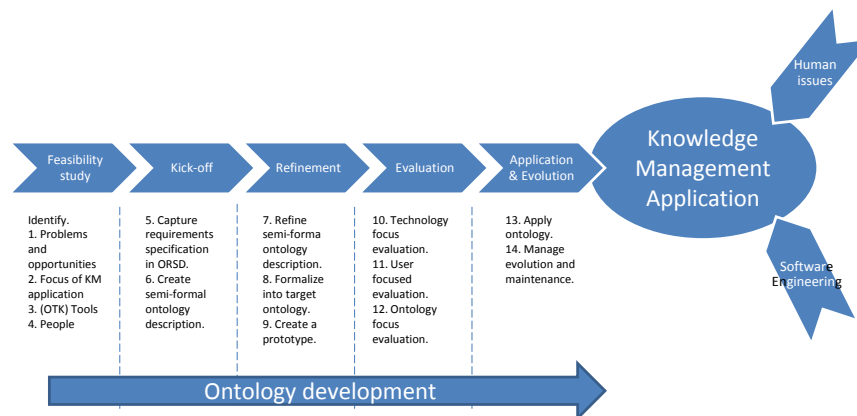 Human
issues
Feasibility
study
Kick-off
Refinement
Evaluation
Application
& Evolution
Knowledge
Management
Application
Identify.
1. Problems
and
opportunities
2. Focus of KM
application
3. (OTK) Tools
4. People
5. Capture
requirements
specification
in ORSD.
6. Create
semi-formal
ontology
description.
7. Refine
semi-forma
ontology
description.
8. Formalize
into target
ontology.
9. Create a
prototype.
10. Technology
focus
evaluation.
11. User
focused
evaluation.
12. Ontology
focus
evaluation.
13. Apply
ontology.
14. Manage
evolution and
maintenance.
Software
Engineering
Ontology development